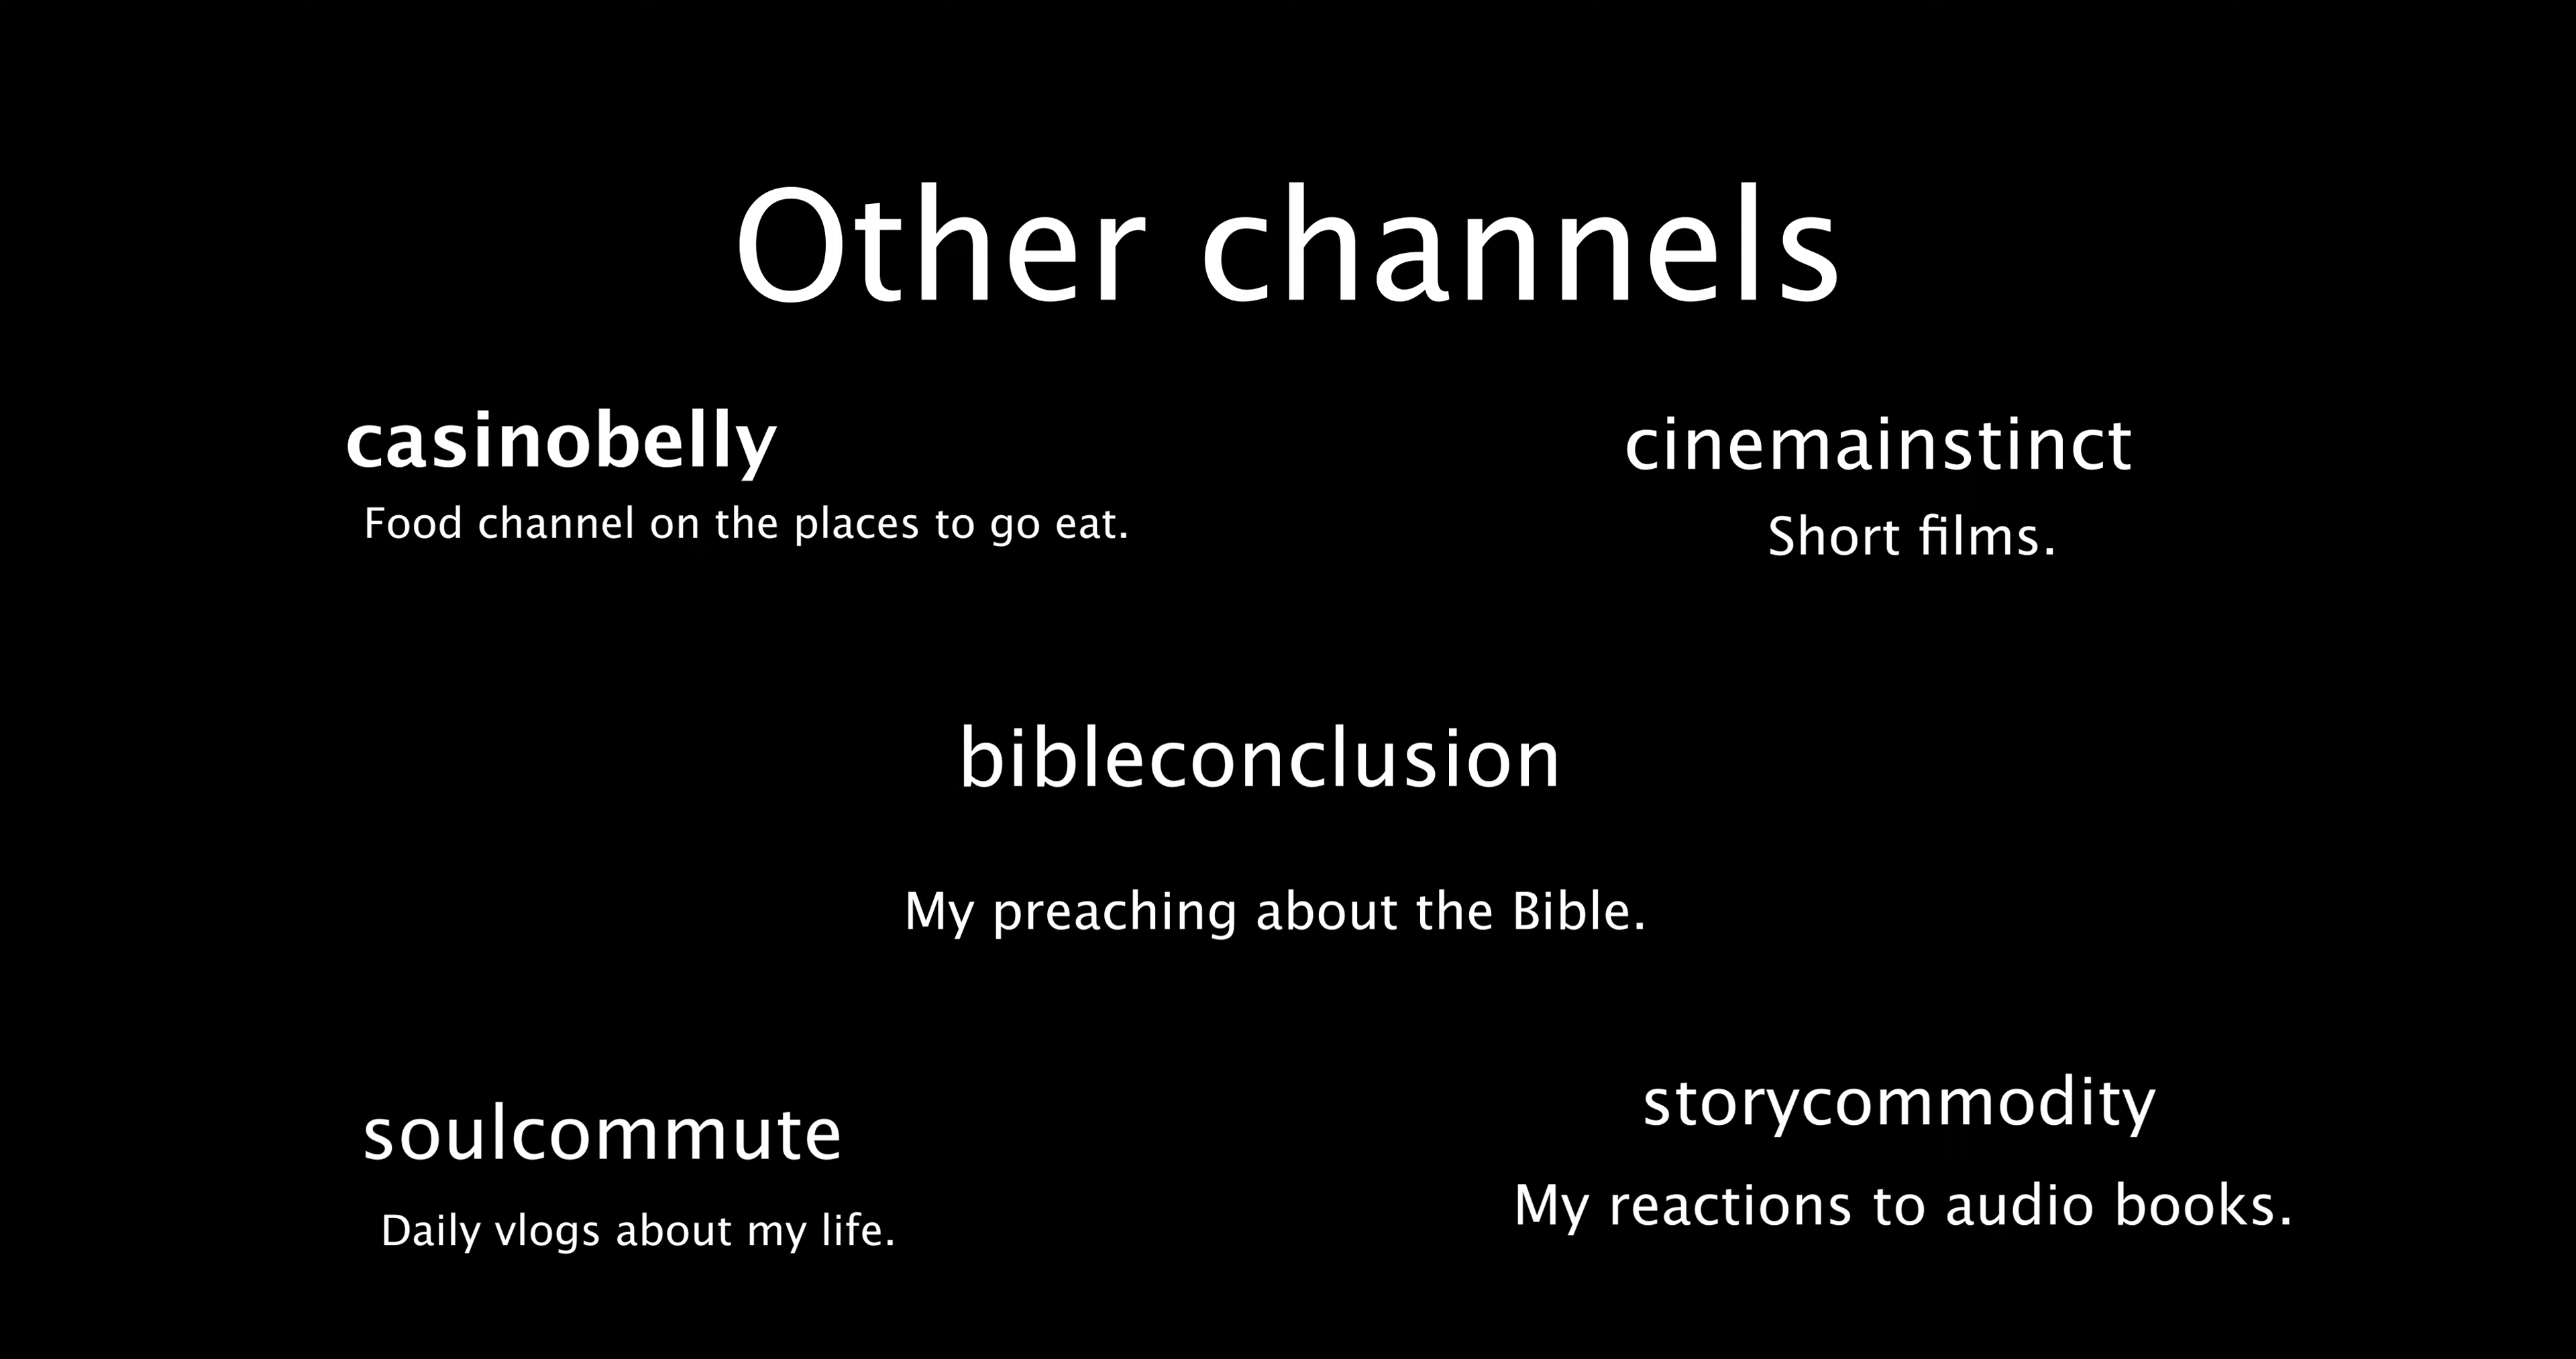 Other channels
casinobelly
Food channel on the places to go eat.
cinemainstinct
Short films.
bibleconclusion
My preaching about the Bible.
soulcommute
Daily vlogs about my life.
storycommodity
My reactions to audio books.